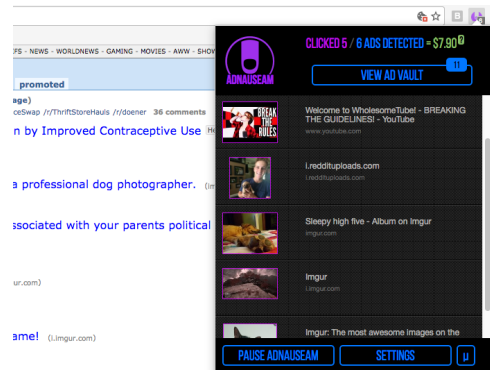 B
FS - NEWS - WORLDNEWS - GAMING - MOVIES - AWW - SHOW
promoted
age)
ceSwap /r/ThriftStoreHauls /r/doener 36 comments
n by Improved Contraceptive Use
a professional dog photographer. (i
ssociated with your parents political
ur.com)
ame! (i.imgur.com)
ADNAUSEAM
CLICKED 5 / 6 ADS DETECTED = $7.90
?
11
VIEW AD VAULT
BREAK
THE
RULES
Welcome to WholesomeTube! - BREAKING
THE GUIDELINES! - YouTube
www.youtube.com
i.reddituploads.com
i.reddituploads.com
Sleepy high five - Album on Imgur
imgur.com
Imgur
i.imgur.com
Imgur: The most awesome images on the
PAUSE ADNAUSEAM
SETTINGS
µ